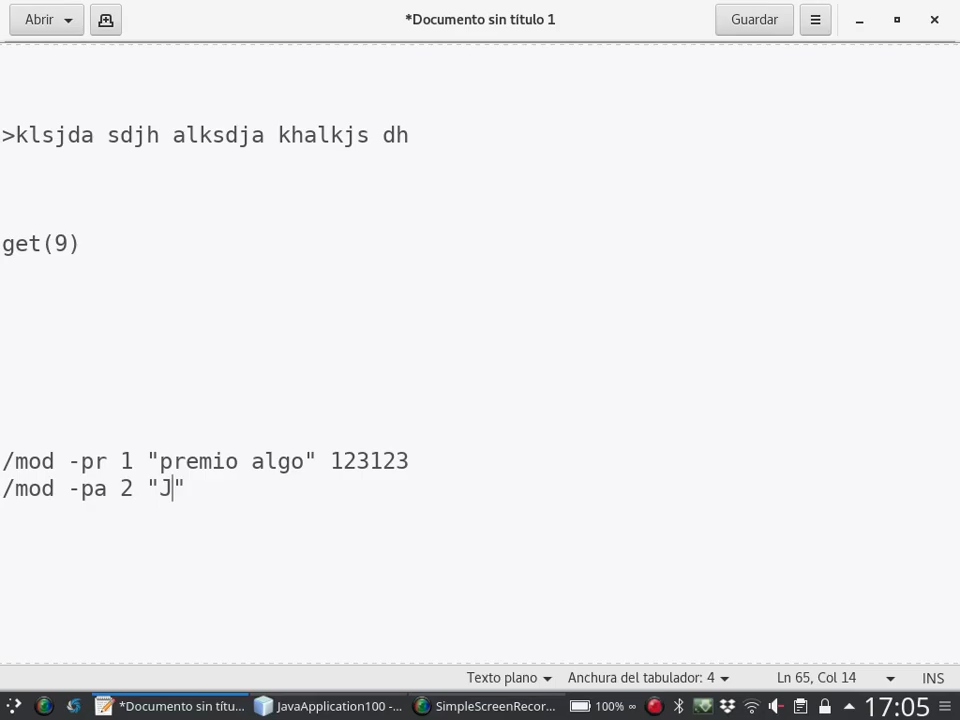 Abrir
*Documento sin título 1
Guardar
>klsjda sdjh alksdja khalkjs dh
get(9)
/mod -pr 1 "premio algo" 123123
/mod -pa 2 "J"
Texto plano
Anchura del tabulador: 4
Ln 65, Col 14
INS
*Documento sin títu...
JavaApplication100 -...
SimpleScreenRecor...
100% ∞
17:05